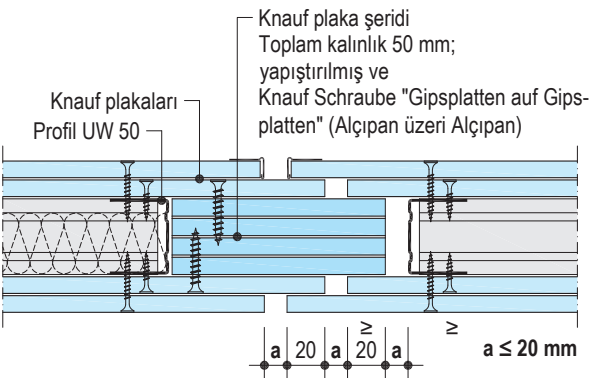 Knauf plaka şeridi
Toplam kalınlık 50 mm;
yapıştırılmış ve
Knauf Schraube "Gipsplatten auf Gips-
platten" (Alçıpan üzeri Alçıpan)
Knauf plakaları
Profil UW 50
≥ ≥
a 20 a 20 a
a ≤ 20 mm